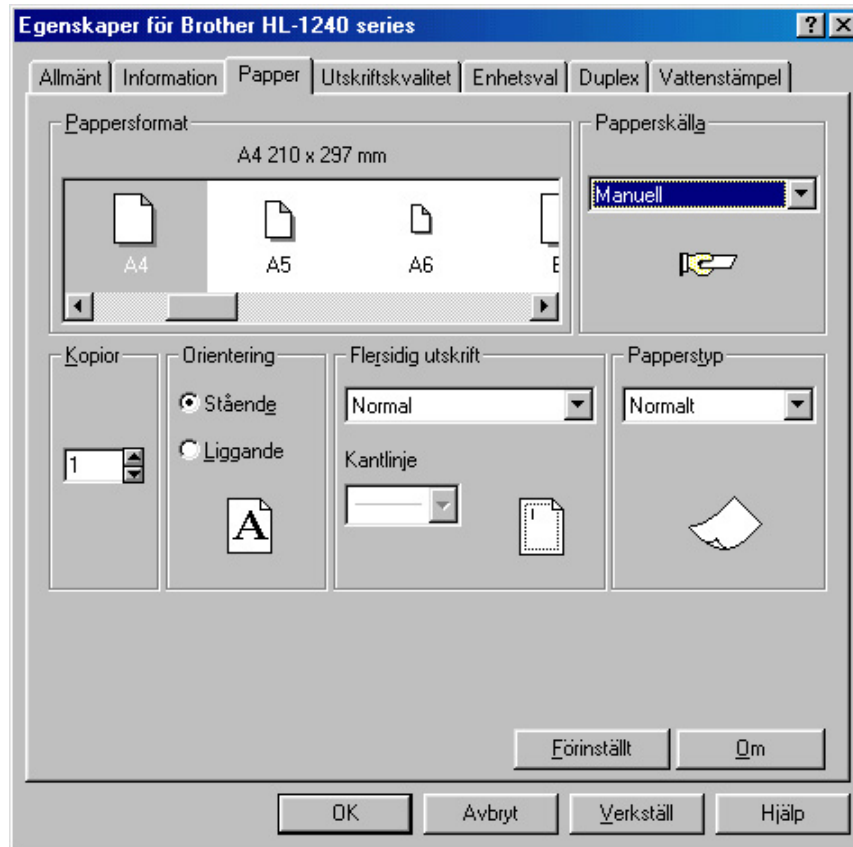 Egenskaper för Brother HL-1240 series
Allmänt Information Papper Utskriftskvalitet Enhetsval Duplex Vattenstämpel
Pappersformat
A4 210 x 297 mm
A4 A5 A6
Papperskälla
Manuell
Kopior
1
Orientering
Stående
Liggande
A
Flersidig utskrift
Normal
Kantlinje
Papperstyp
Normalt
Förinställt Om
OK Avbryt Verkställ Hjälp